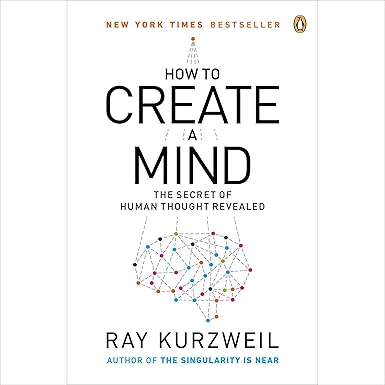 NEW YORK TIMES BESTSELLER
HOW TO
CREATE
A
MIND
THE SECRET OF
HUMAN THOUGHT REVEALED
RAY KURZWEIL
AUTHOR OF THE SINGULARITY IS NEAR